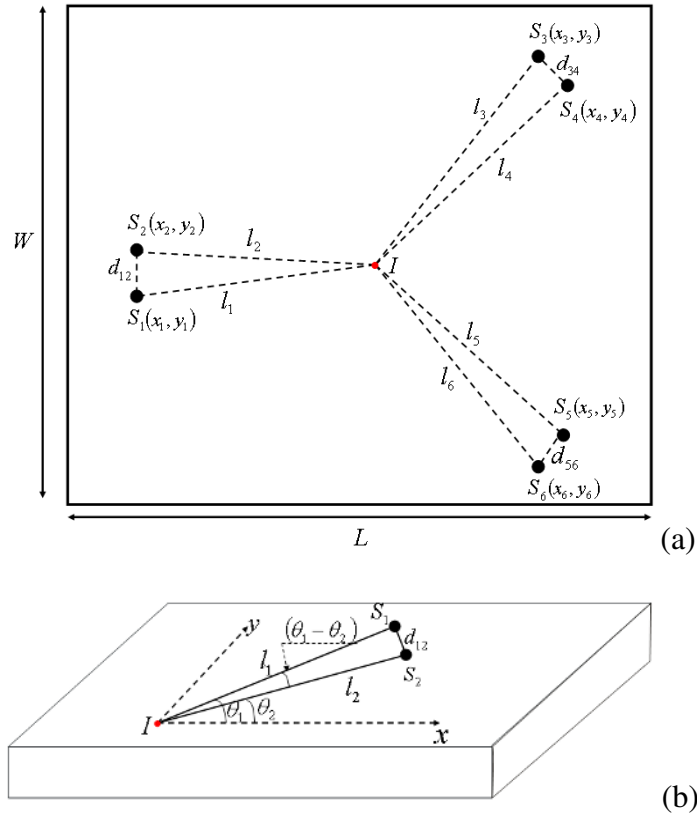 S₃(x₃, y₃)
d₃₄
S₄(x₄, y₄)
l₃
l₄
W
S₂(x₂, y₂)
l₂
d₁₂
I
l₁
S₁(x₁, y₁)
l₅
l₆
S₅(x₅, y₅)
d₅₆
S₆(x₆, y₆)
L
(a)
S₁
y
(θ₁ − θ₂)
d₁₂
l₁
S₂
l₂
θ₁
θ₂
I
x
(b)